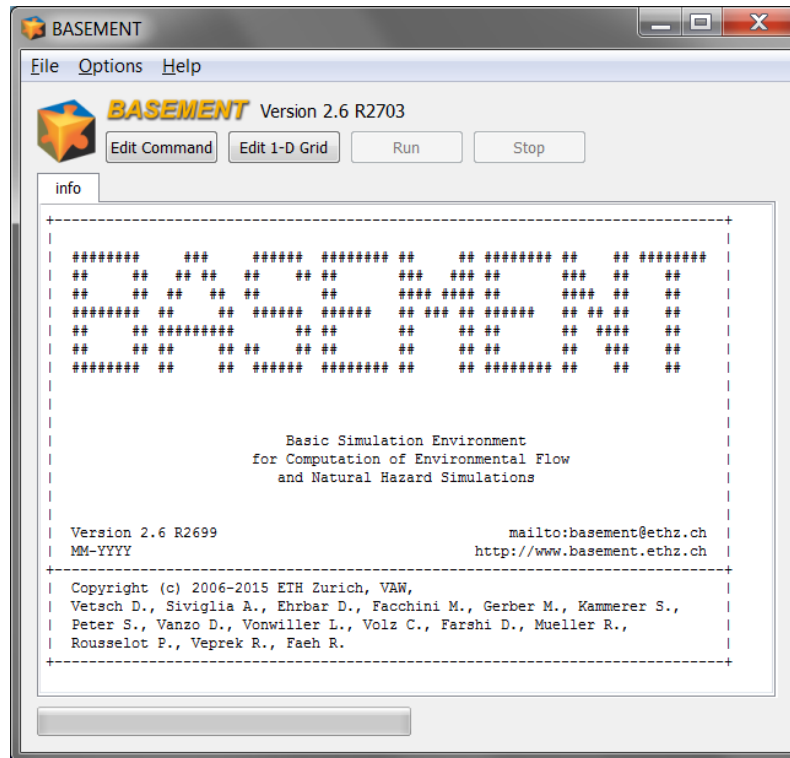 BASEMENT
File Options Help
BASEMENT Version 2.6 R2703
Edit Command Edit 1-D Grid Run Stop
info
BASEMENT
Basic Simulation Environment
for Computation of Environmental Flow
and Natural Hazard Simulations
Version 2.6 R2699 mailto:basement@ethz.ch
MM-YYYY http://www.basement.ethz.ch
Copyright (c) 2006-2015 ETH Zurich, VAW,
Vetsch D., Siviglia A., Ehrbar D., Facchini M., Gerber M., Kammerer S.,
Peter S., Vanzo D., Vonwiller L., Volz C., Farshi D., Mueller R.,
Rousselot P., Veprek R., Faeh R.